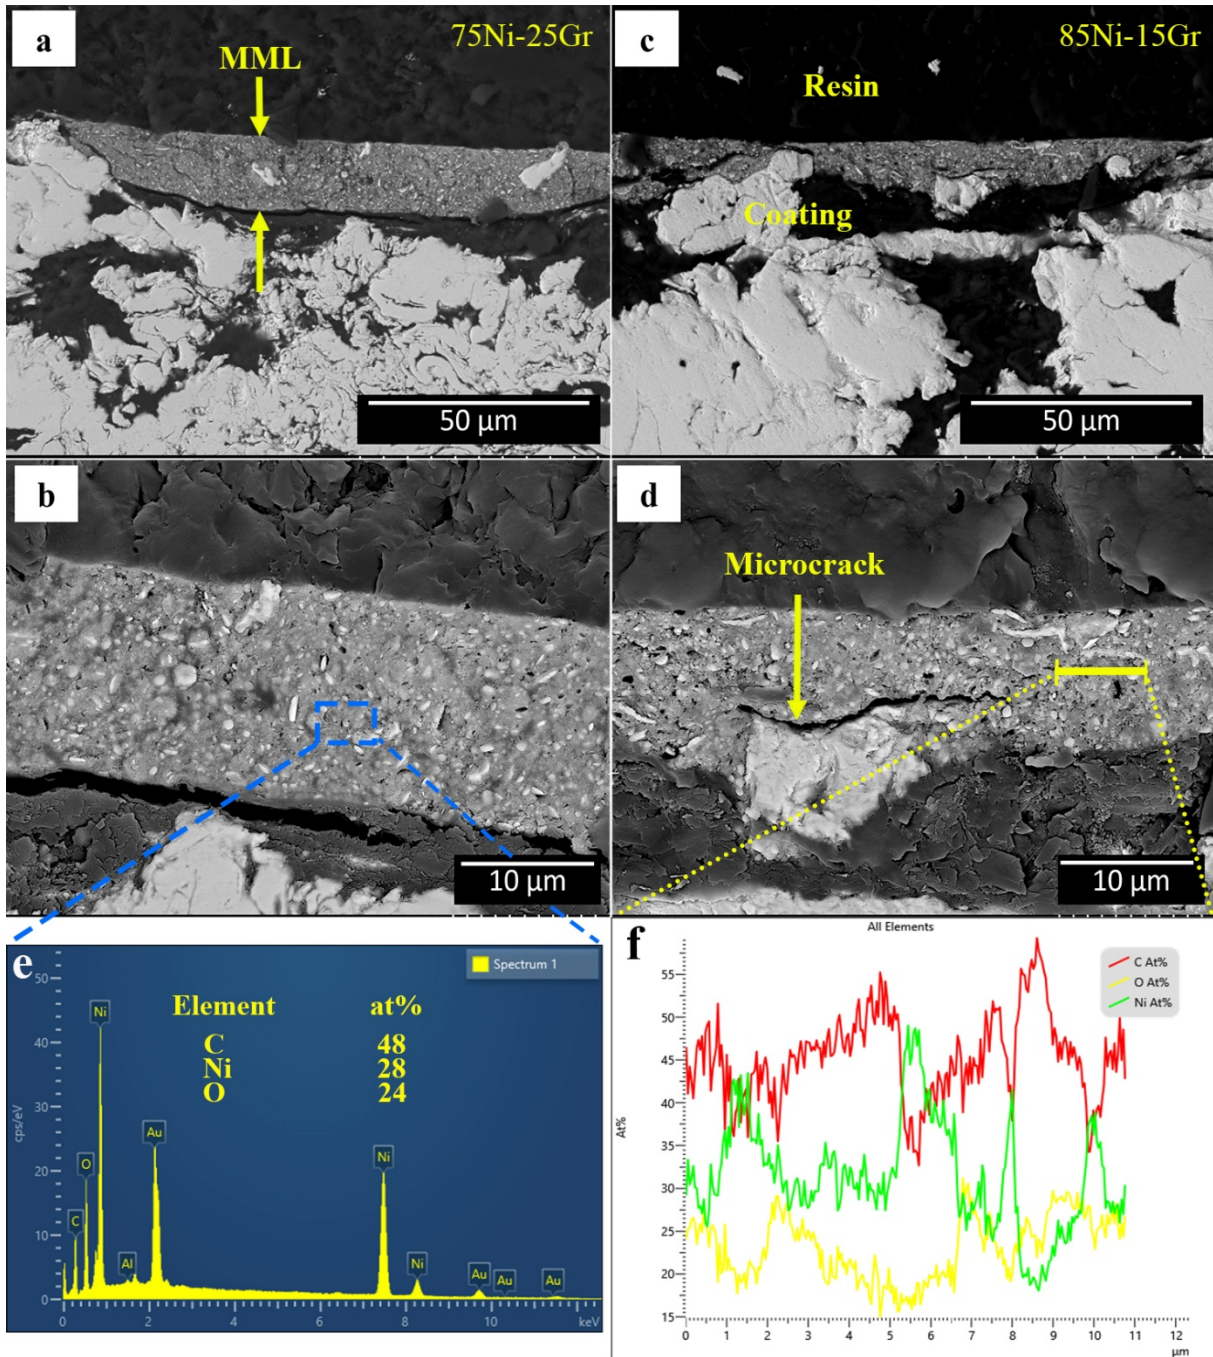 a
75Ni-25Gr
MML
50 µm
c
85Ni-15Gr
Resin
Coating
50 µm
b
10 µm
d
Microcrack
10 µm
e
Spectrum 1
Element at%
C 48
Ni 28
O 24
cps/eV
50
40
30
20
10
0
C
O
Ni
Al
Au
Ni
Ni
Au
Au
Au
0 2 4 6 8 10 keV
f
All Elements
C At%
O At%
Ni At%
At%
55
50
45
40
35
30
25
20
15
0 1 2 3 4 5 6 7 8 9 10 11 12
µm